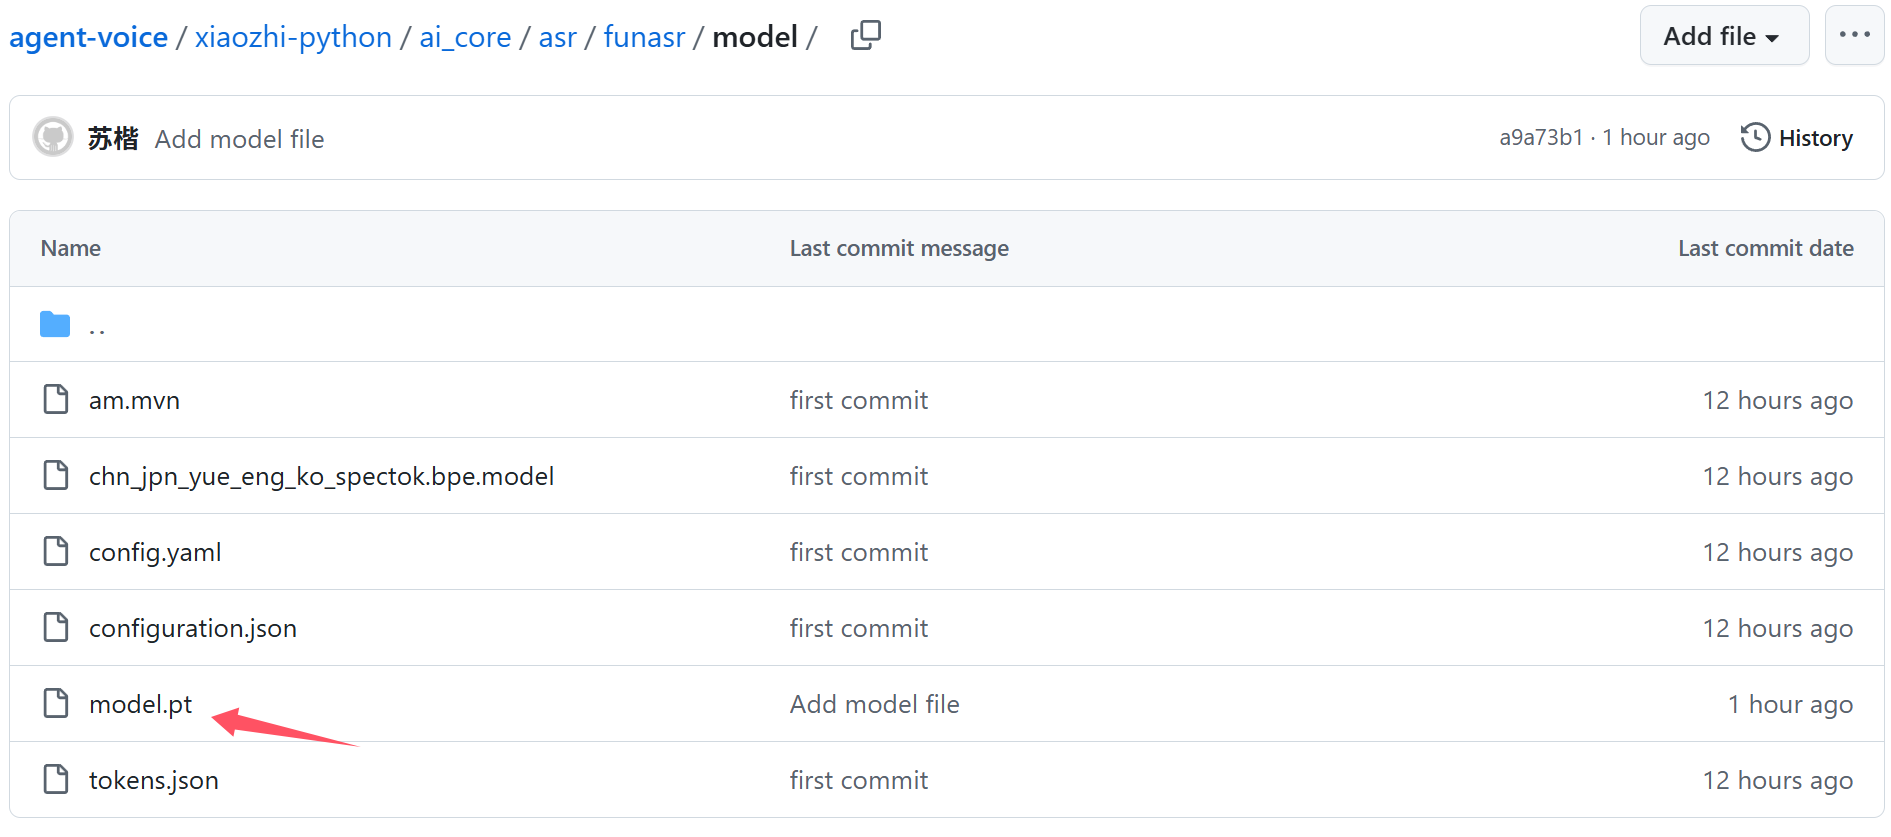 agent-voice / xiaozhi-python / ai_core / asr / funasr / model /
Add file
苏楷 Add model file a9a73b1 · 1 hour ago History
Name Last commit message Last commit date
..
am.mvn first commit 12 hours ago
chn_jpn_yue_eng_ko_spectok.bpe.model first commit 12 hours ago
config.yaml first commit 12 hours ago
configuration.json first commit 12 hours ago
model.pt Add model file 1 hour ago
tokens.json first commit 12 hours ago